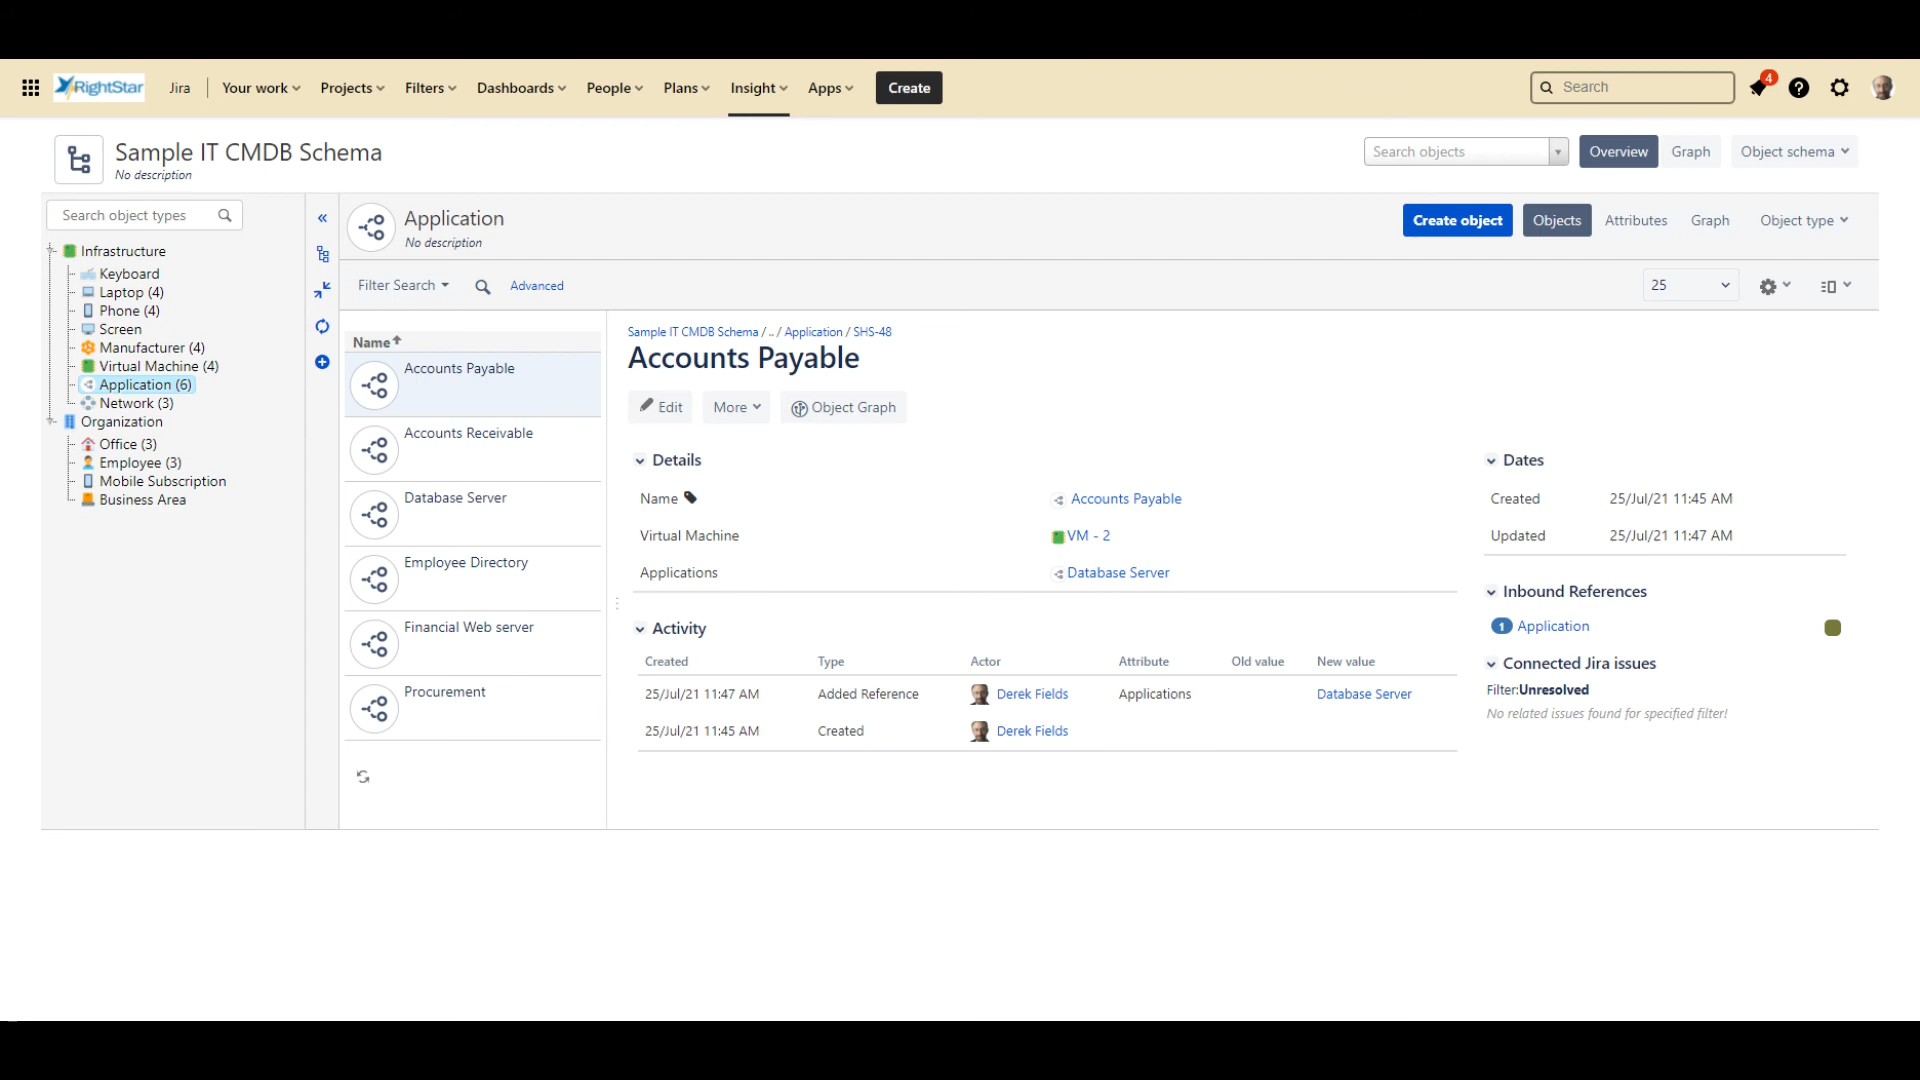 RightStar Jira Your work Projects Filters Dashboards People Plans Insight Apps Create Search 4
Sample IT CMDB Schema
No description
Search objects Overview Graph Object schema
Search object types
Infrastructure
Keyboard
Laptop (4)
Phone (4)
Screen
Manufacturer (4)
Virtual Machine (4)
Application (6)
Network (3)
Organization
Office (3)
Employee (3)
Mobile Subscription
Business Area
Application
No description
Create object Objects Attributes Graph Object type
Filter Search Advanced 25
Name
Accounts Payable
Accounts Receivable
Database Server
Employee Directory
Financial Web server
Procurement
Sample IT CMDB Schema / .. / Application / SHS-48
Accounts Payable
Edit More Object Graph
Details
Name Accounts Payable
Virtual Machine VM - 2
Applications Database Server
Activity
Created Type Actor Attribute Old value New value
25/Jul/21 11:47 AM Added Reference Derek Fields Applications Database Server
25/Jul/21 11:45 AM Created Derek Fields
Dates
Created 25/Jul/21 11:45 AM
Updated 25/Jul/21 11:47 AM
Inbound References
1 Application
Connected Jira issues
Filter:Unresolved
No related issues found for specified filter!